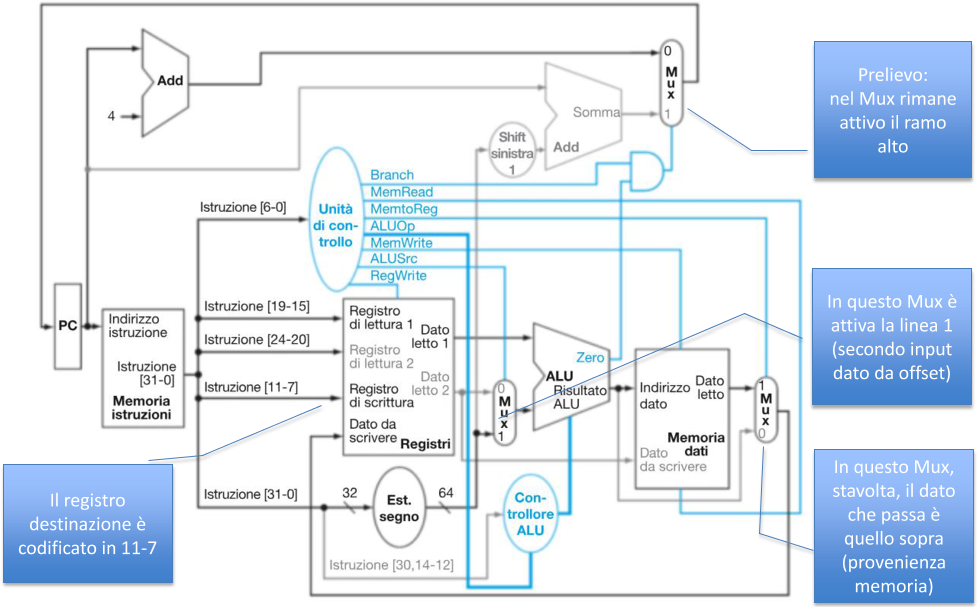 0
Mux
1
Add
4
Somma
Add
Shift
sinistra
1
Prelievo:
nel Mux rimane
attivo il ramo
alto
Branch
MemRead
MemtoReg
ALUOp
MemWrite
ALUSrc
RegWrite
Unità
di con-
trollo
Istruzione [6-0]
PC
Indirizzo
istruzione
Istruzione
[31-0]
Memoria
istruzioni
Istruzione [19-15]
Istruzione [24-20]
Istruzione [11-7]
Registro
di lettura 1
Registro
di lettura 2
Registro
di scrittura
Dato da
scrivere
Dato
letto 1
Dato
letto 2
Registri
0
Mux
1
Zero
ALU
Risultato
ALU
Indirizzo
dato
Dato
letto
Memoria
dati
Dato
da scrivere
1
Mux
0
In questo Mux è
attiva la linea 1
(secondo input
dato da offset)
Il registro
destinazione è
codificato in 11-7
Istruzione [31-0]
32
Est.
segno
64
Con-
trollore
ALU
Istruzione [30,14-12]
In questo Mux,
stavolta, il dato
che passa è
quello sopra
(provenienza
memoria)